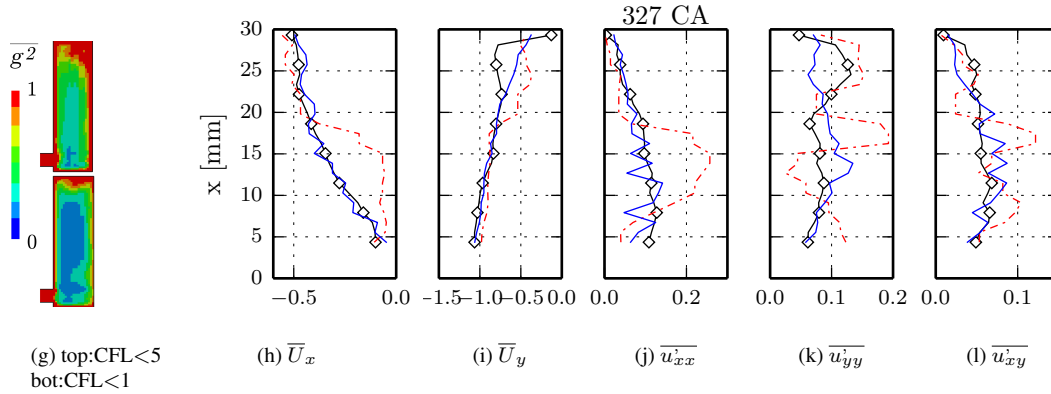 327 CA
g²
1
0
x [mm]
30
25
20
15
10
5
0
−0.5 0.0
−1.5 −1.0 −0.5 0.0
0.0 0.2
0.0 0.1 0.2
0.0 0.1
(g) top:CFL<5
bot:CFL<1
(h) U̅x
(i) U̅y
(j) u'xx
(k) u'yy
(l) u'xy